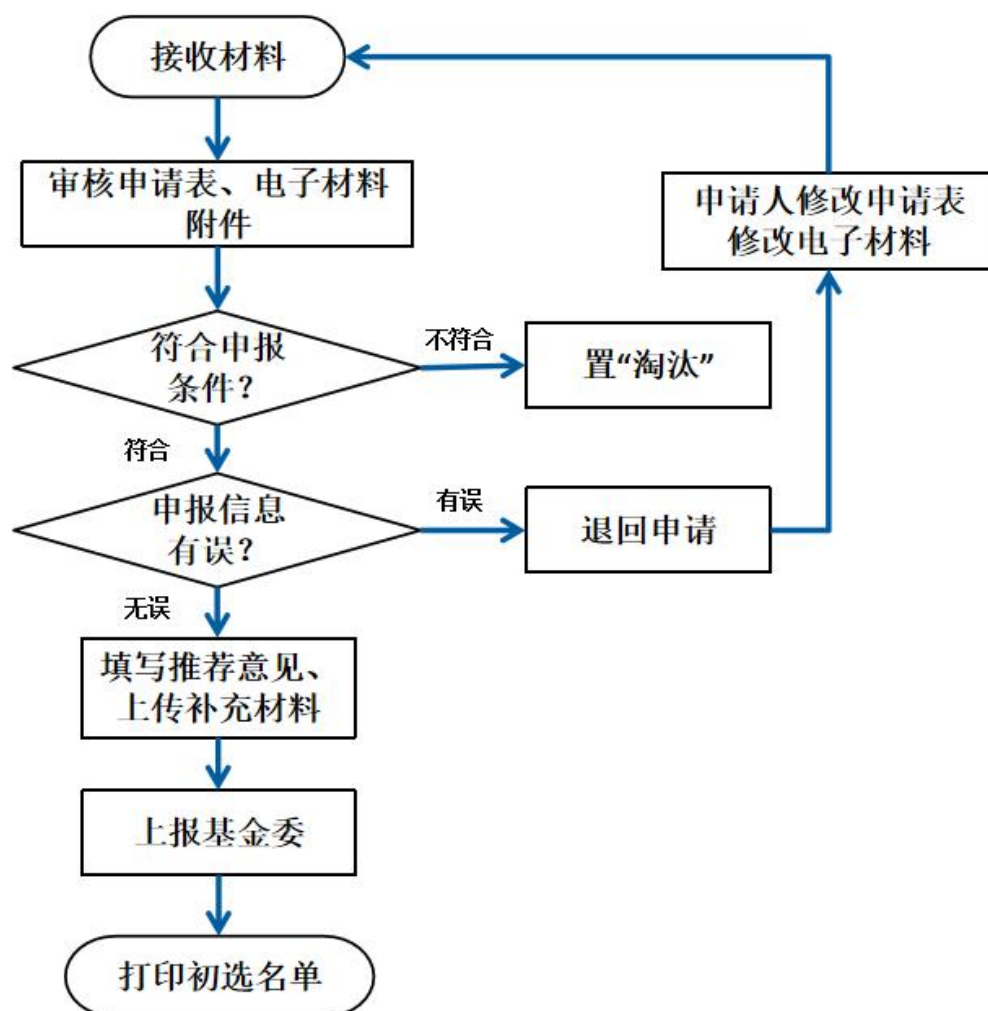 接收材料
审核申请表、电子材料
附件
申请人修改申请表
修改电子材料
符合申报
条件？
不符合
置“淘汰”
符合
申报信息
有误？
有误
退回申请
无误
填写推荐意见、
上传补充材料
上报基金委
打印初选名单